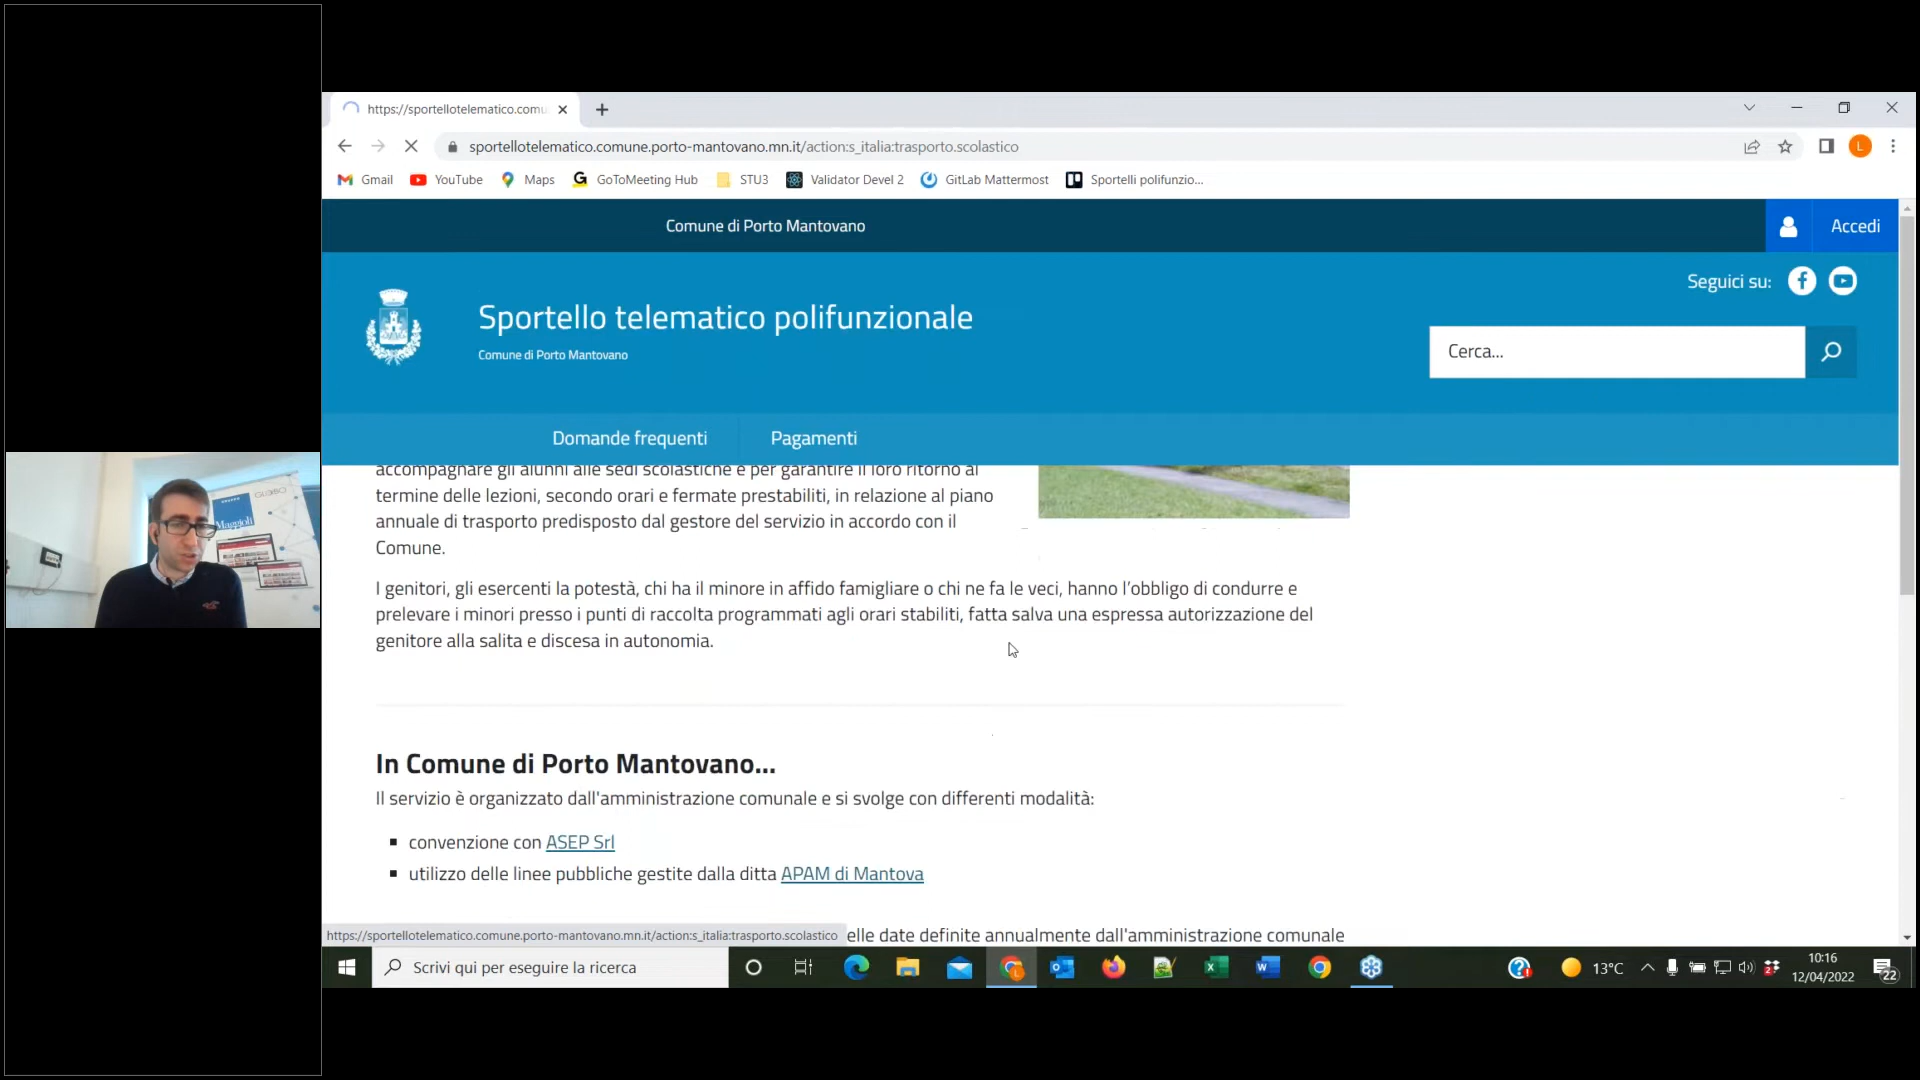 https://sportellotelematico.comu
sportellotelematico.comune.porto-mantovano.mn.it/action:s_italia:trasporto.scolastico
L
Gmail YouTube Maps GoToMeeting Hub STU3 Validator Devel 2 GitLab Mattermost Sportelli polifunzio...
Comune di Porto Mantovano
Accedi
Seguici su:
Sportello telematico polifunzionale
Comune di Porto Mantovano
Cerca...
Domande frequenti Pagamenti
accompagnare gli alunni alle sedi scolastiche e per garantire il loro ritorno al
termine delle lezioni, secondo orari e fermate prestabiliti, in relazione al piano
annuale di trasporto predisposto dal gestore del servizio in accordo con il
Comune.
I genitori, gli esercenti la potestà, chi ha il minore in affido famigliare o chi ne fa le veci, hanno l'obbligo di condurre e
prelevare i minori presso i punti di raccolta programmati agli orari stabiliti, fatta salva una espressa autorizzazione del
genitore alla salita e discesa in autonomia.
In Comune di Porto Mantovano...
Il servizio è organizzato dall'amministrazione comunale e si svolge con differenti modalità:
convenzione con ASEP Srl
utilizzo delle linee pubbliche gestite dalla ditta APAM di Mantova
elle date definite annualmente dall'amministrazione comunale
https://sportellotelematico.comune.porto-mantovano.mn.it/action:s_italia:trasporto.scolastico
Scrivi qui per eseguire la ricerca
13°C
10:16
12/04/2022
22
GLOBO
Maggioli